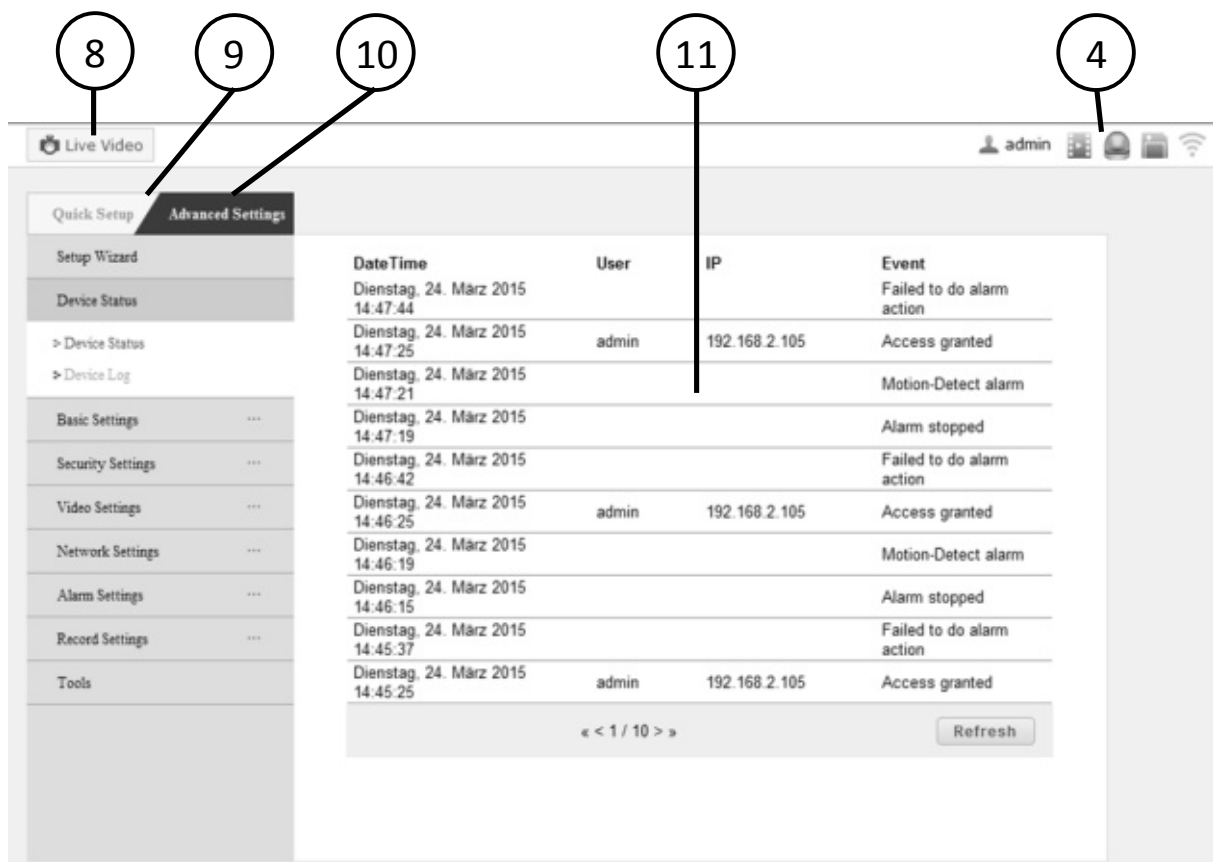 8 9 10 11 4
Live Video admin
Quick Setup Advanced Settings
Setup Wizard
Device Status
> Device Status
> Device Log
Basic Settings ...
Security Settings ...
Video Settings ...
Network Settings ...
Alarm Settings ...
Record Settings ...
Tools
DateTime User IP Event
Dienstag, 24. März 2015 Failed to do alarm
14:47:44 action
Dienstag, 24. März 2015
14:47:25 admin 192.168.2.105 Access granted
Dienstag, 24. März 2015
14:47:21 Motion-Detect alarm
Dienstag, 24. März 2015
14:47:19 Alarm stopped
Dienstag, 24. März 2015 Failed to do alarm
14:46:42 action
Dienstag, 24. März 2015
14:46:25 admin 192.168.2.105 Access granted
Dienstag, 24. März 2015
14:46:19 Motion-Detect alarm
Dienstag, 24. März 2015
14:46:15 Alarm stopped
Dienstag, 24. März 2015 Failed to do alarm
14:45:37 action
Dienstag, 24. März 2015
14:45:25 admin 192.168.2.105 Access granted
« < 1 / 10 > » Refresh